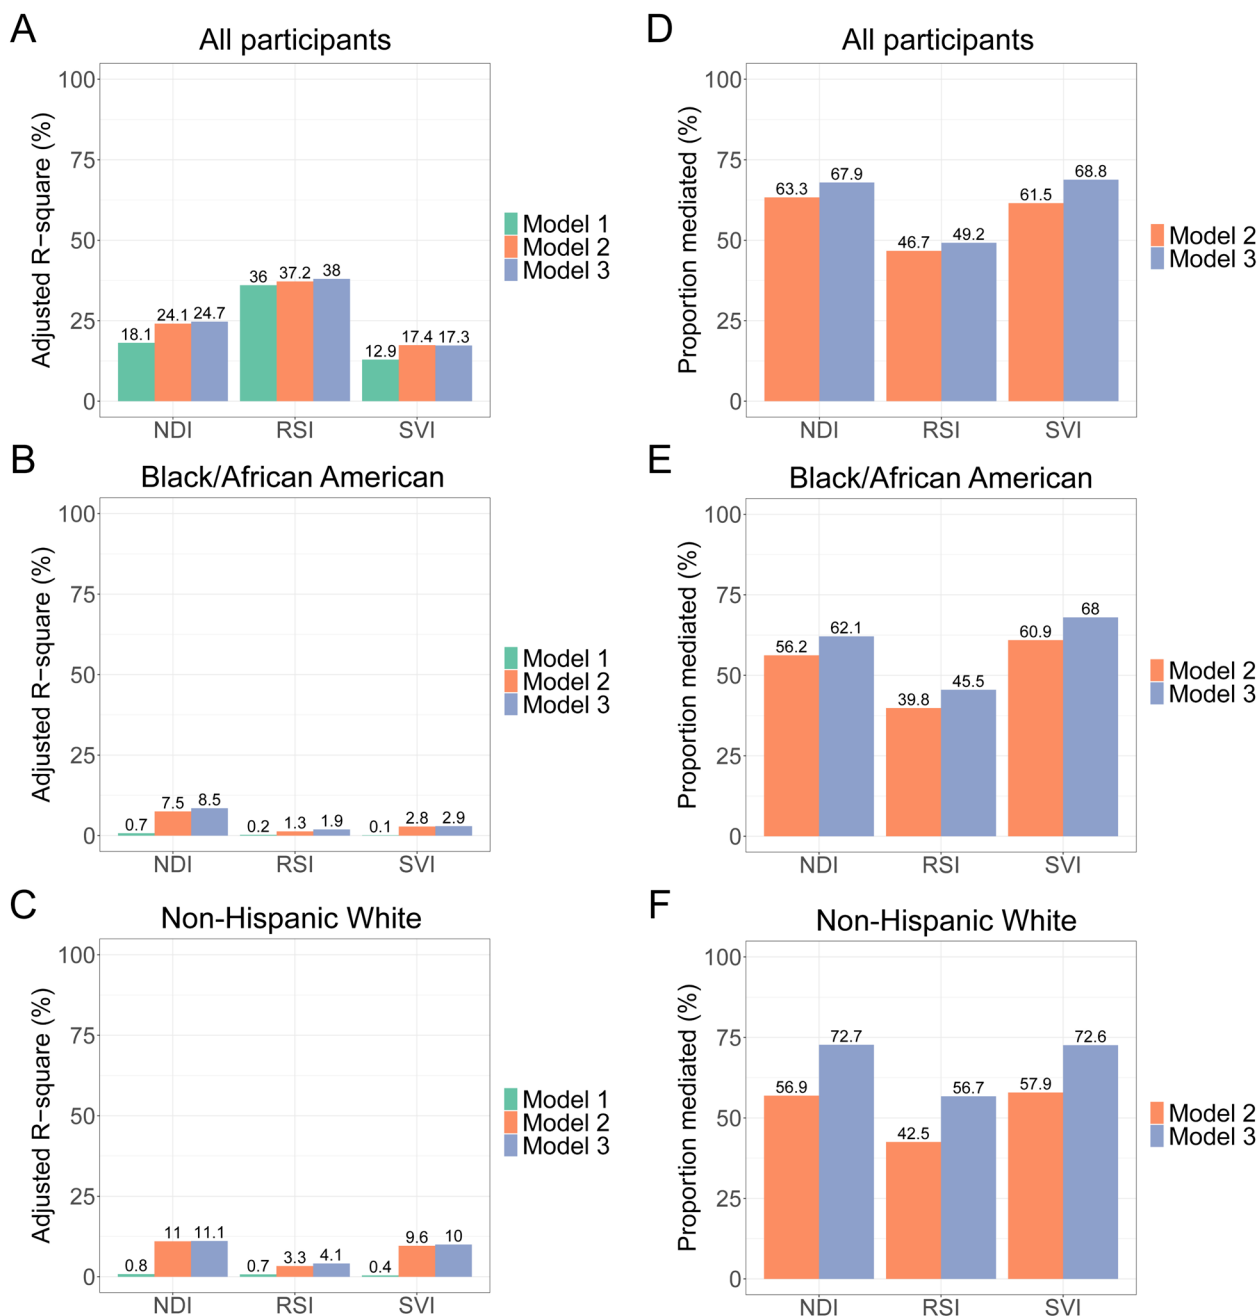 A
All participants
Adjusted R−square (%)
100
75
50
25
0
18.1 24.1 24.7
36 37.2 38
12.9 17.4 17.3
NDI RSI SVI
Model 1
Model 2
Model 3
D
All participants
Proportion mediated (%)
100
75
50
25
0
63.3 67.9
46.7 49.2
61.5 68.8
NDI RSI SVI
Model 2
Model 3
B
Black/African American
Adjusted R−square (%)
100
75
50
25
0
0.7 7.5 8.5
0.2 1.3 1.9
0.1 2.8 2.9
NDI RSI SVI
Model 1
Model 2
Model 3
E
Black/African American
Proportion mediated (%)
100
75
50
25
0
56.2 62.1
39.8 45.5
60.9 68
NDI RSI SVI
Model 2
Model 3
C
Non-Hispanic White
Adjusted R−square (%)
100
75
50
25
0
0.8 11 11.1
0.7 3.3 4.1
0.4 9.6 10
NDI RSI SVI
Model 1
Model 2
Model 3
F
Non-Hispanic White
Proportion mediated (%)
100
75
50
25
0
56.9 72.7
42.5 56.7
57.9 72.6
NDI RSI SVI
Model 2
Model 3